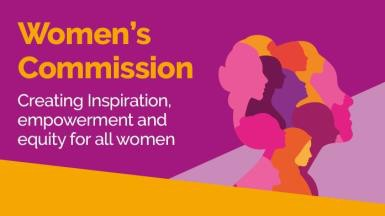 Women’s
Commission
Creating Inspiration,
empowerment and
equity for all women